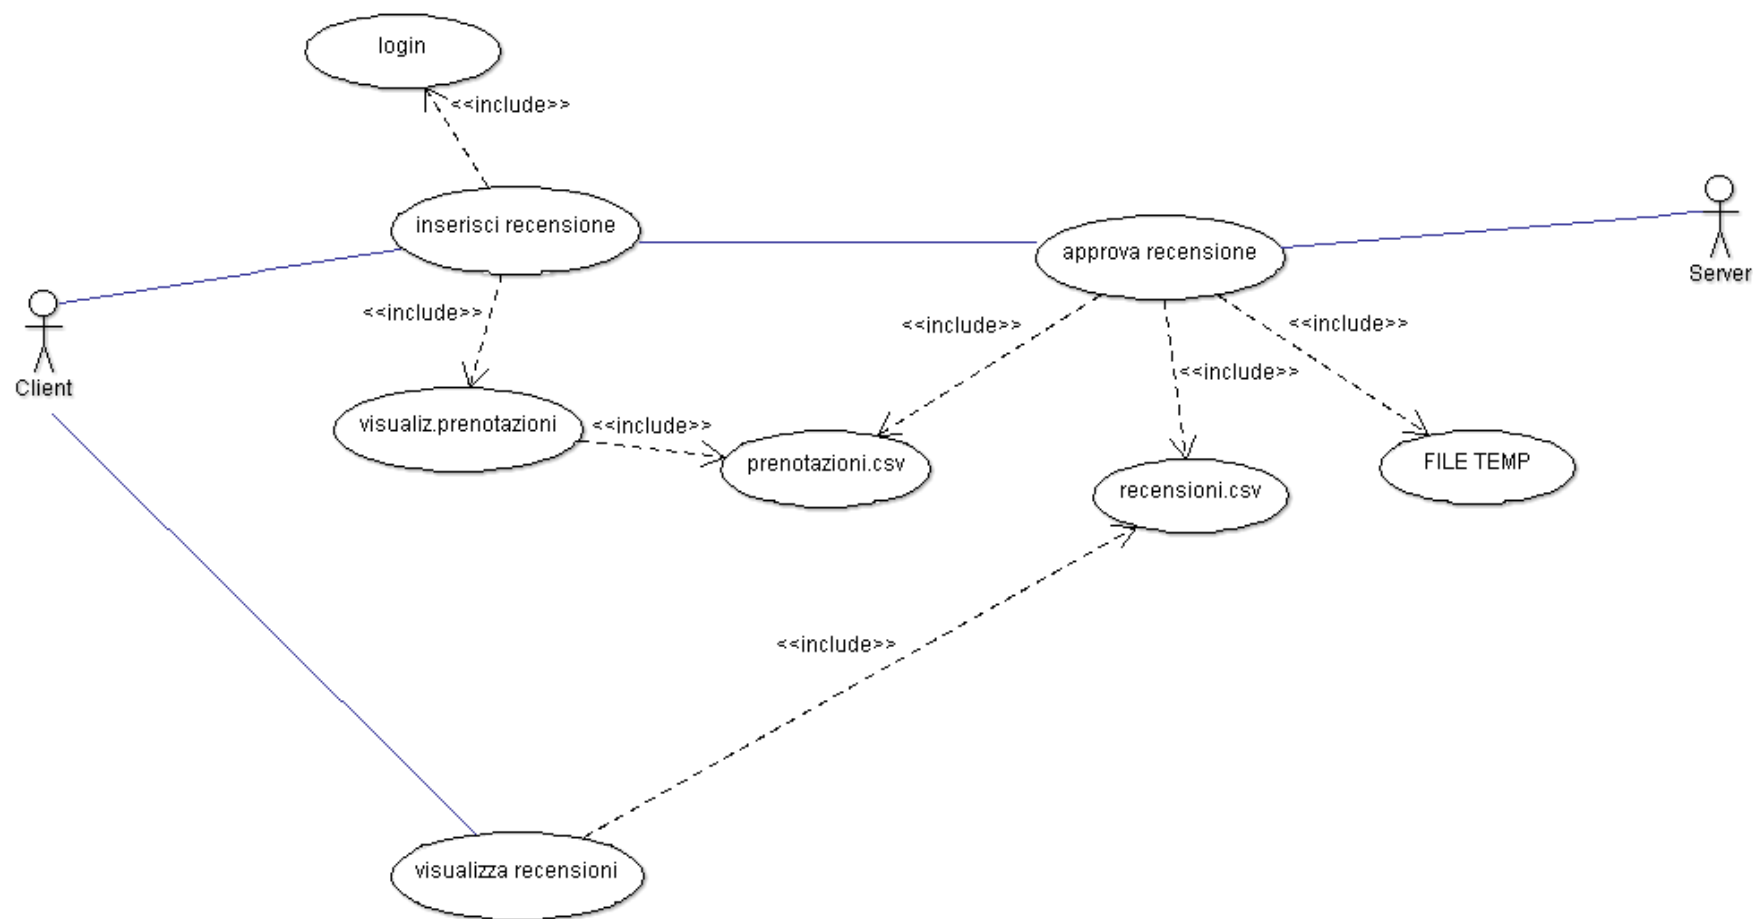 login
<<include>>
inserisci recensione
approva recensione
Server
<<include>>
<<include>>
<<include>>
<<include>>
Client
visualiz.prenotazioni
<<include>>
prenotazioni.csv
recensioni.csv
FILE TEMP
<<include>>
visualizza recensioni